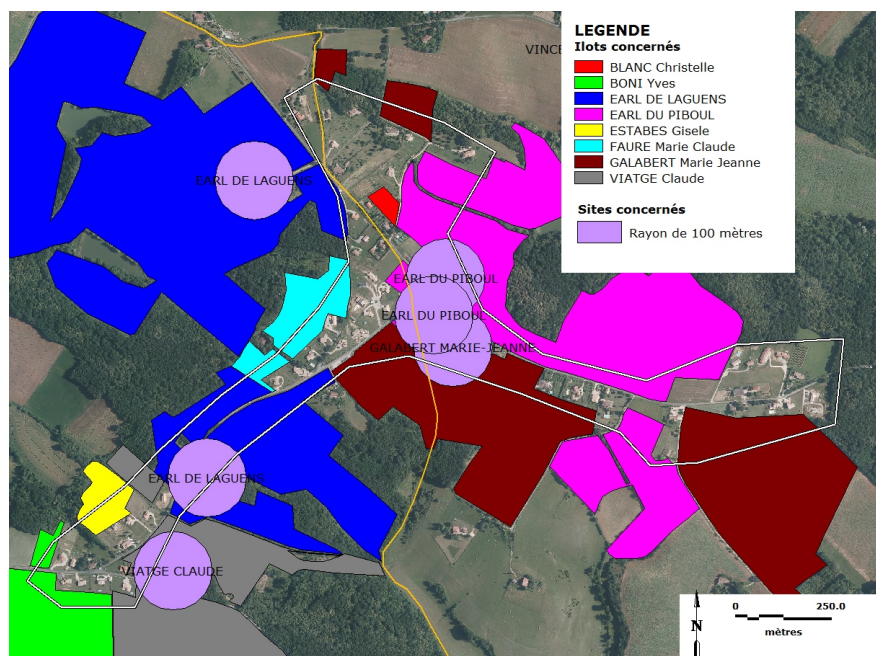 VINCE
LEGENDE
Ilots concernés
BLANC Christelle
BONI Yves
EARL DE LAGUENS
EARL DU PIBOUL
ESTABES Gisele
FAURE Marie Claude
GALABERT Marie Jeanne
VIATGE Claude
Sites concernés
Rayon de 100 mètres
EARL DE LAGUENS
EARL DU PIBOUL
EARL DU PIBOUL
GALABERT MARIE-JEANNE
EARL DE LAGUENS
VIATGE CLAUDE
0 250.0
mètres
N